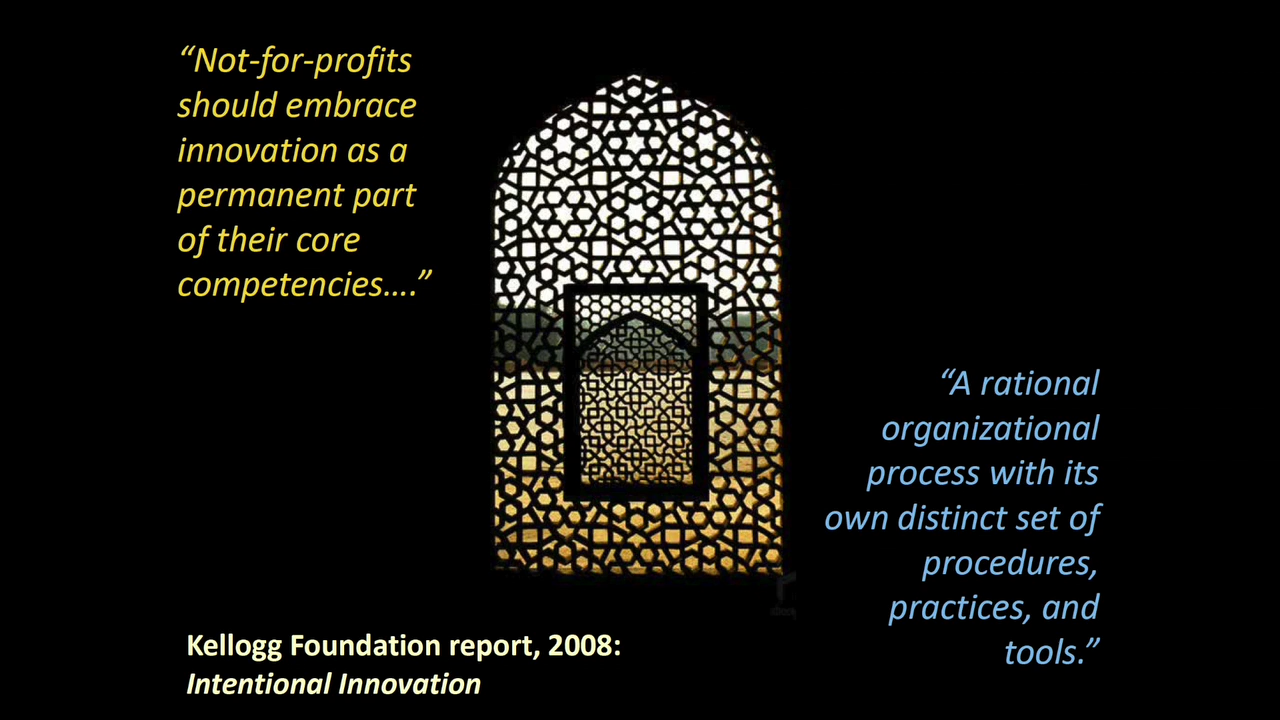 “Not-for-profits
should embrace
innovation as a
permanent part
of their core
competencies….”
“A rational
organizational
process with its
own distinct set of
procedures,
practices, and
tools.”
Kellogg Foundation report, 2008:
Intentional Innovation